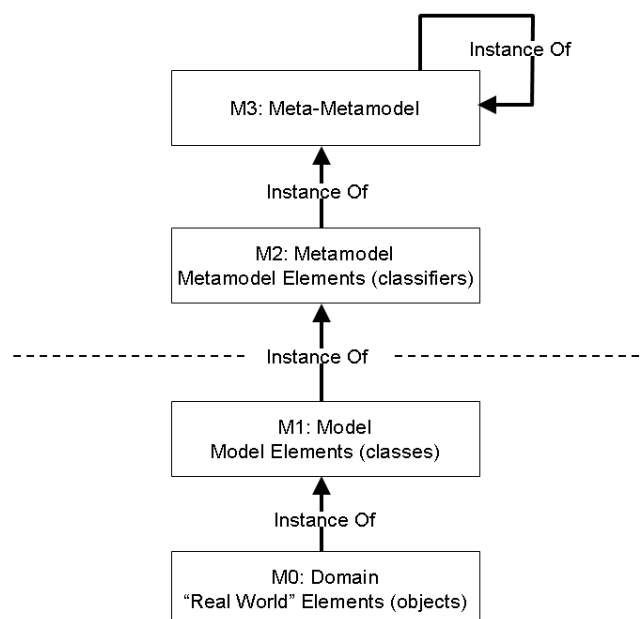 Instance Of
M3: Meta-Metamodel
Instance Of
M2: Metamodel
Metamodel Elements (classifiers)
Instance Of
M1: Model
Model Elements (classes)
Instance Of
M0: Domain
“Real World” Elements (objects)